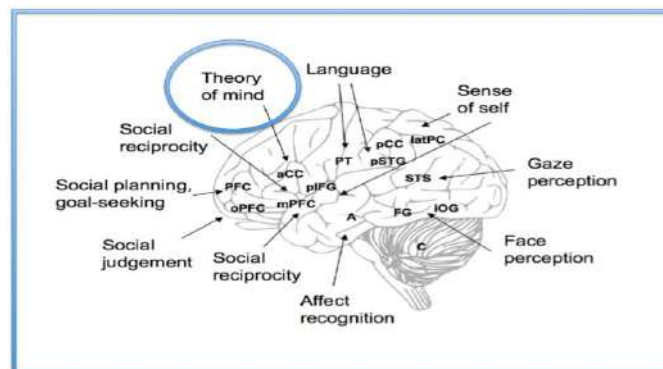 Theory
of mind
Language
Sense
of self
Social
reciprocity
pCC
latPC
PT
pSTG
Gaze
perception
aCC
STS
Social planning,
goal-seeking
PFC
pIFG
oPFC
mPFC
A
FG
iOG
Social
judgement
Social
reciprocity
C
Face
perception
Affect
recognition